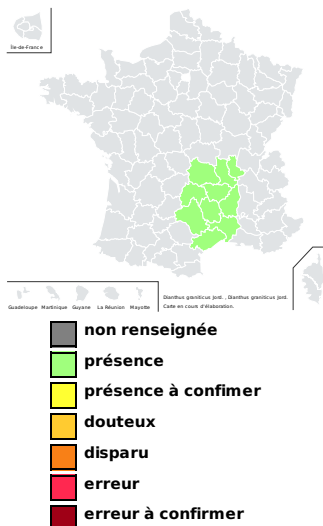 Île-de-France
Guadeloupe Martinique Guyane La Réunion Mayotte
Dianthus graniticus Jord. , Dianthus graniticus Jord.
Carte en cours d'élaboration.
non renseignée
présence
présence à confimer
douteux
disparu
erreur
erreur à confirmer